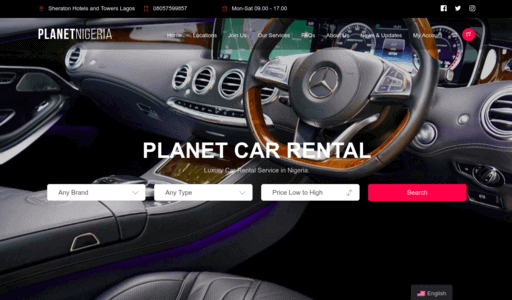 Sheraton Hotels and Towers Lagos 08057599857 Mon-Sat 09.00 - 17.00
PLANETNIGERIA Home Locations Join Us Our Services FAQs About Us News & Updates My Account
PLANET CAR RENTAL
Luxury Car Rental Service in Nigeria.
Any Brand Any Type Price Low to High Search
English